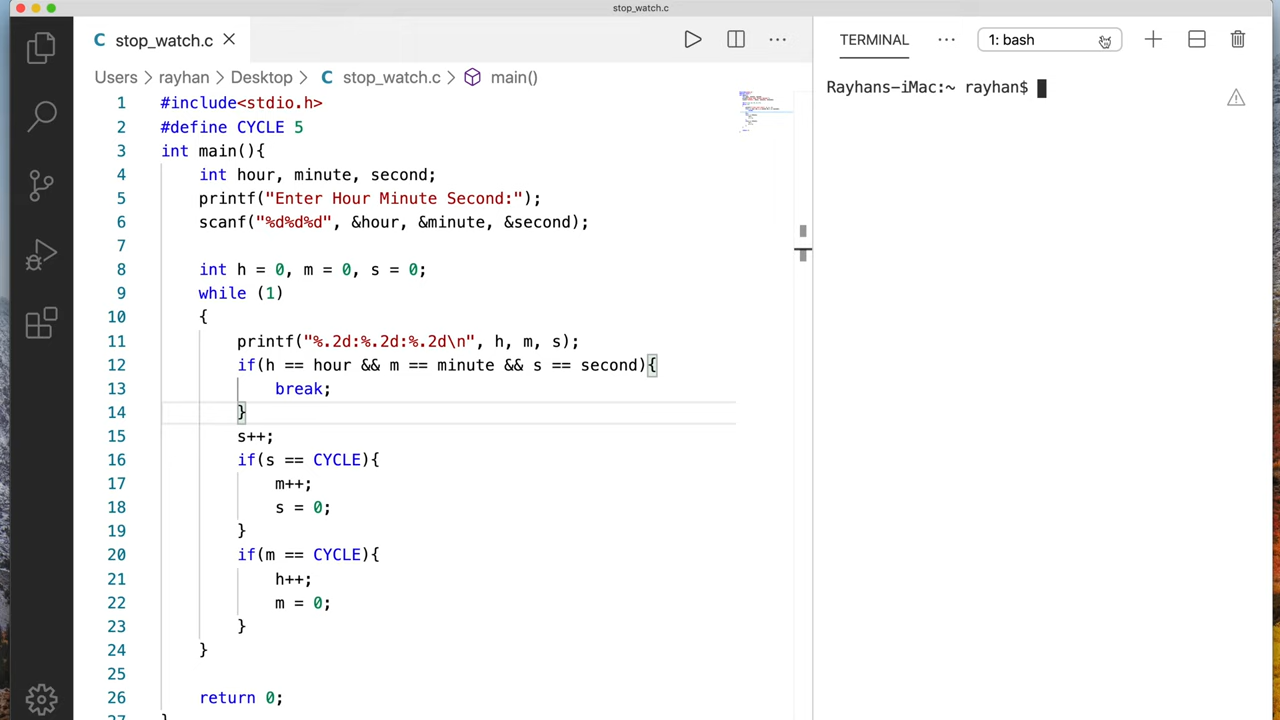 stop_watch.c
C stop_watch.c
Users > rayhan > Desktop > C stop_watch.c > main()
1 #include<stdio.h>
2 #define CYCLE 5
3 int main(){
4 int hour, minute, second;
5 printf("Enter Hour Minute Second:");
6 scanf("%d%d%d", &hour, &minute, &second);
7
8 int h = 0, m = 0, s = 0;
9 while (1)
10 {
11 printf("%.2d:%.2d:%.2d\n", h, m, s);
12 if(h == hour && m == minute && s == second){
13 break;
14 }
15 s++;
16 if(s == CYCLE){
17 m++;
18 s = 0;
19 }
20 if(m == CYCLE){
21 h++;
22 m = 0;
23 }
24 }
25
26 return 0;
27 }
TERMINAL ··· 1: bash
Rayhans-iMac:~ rayhan$